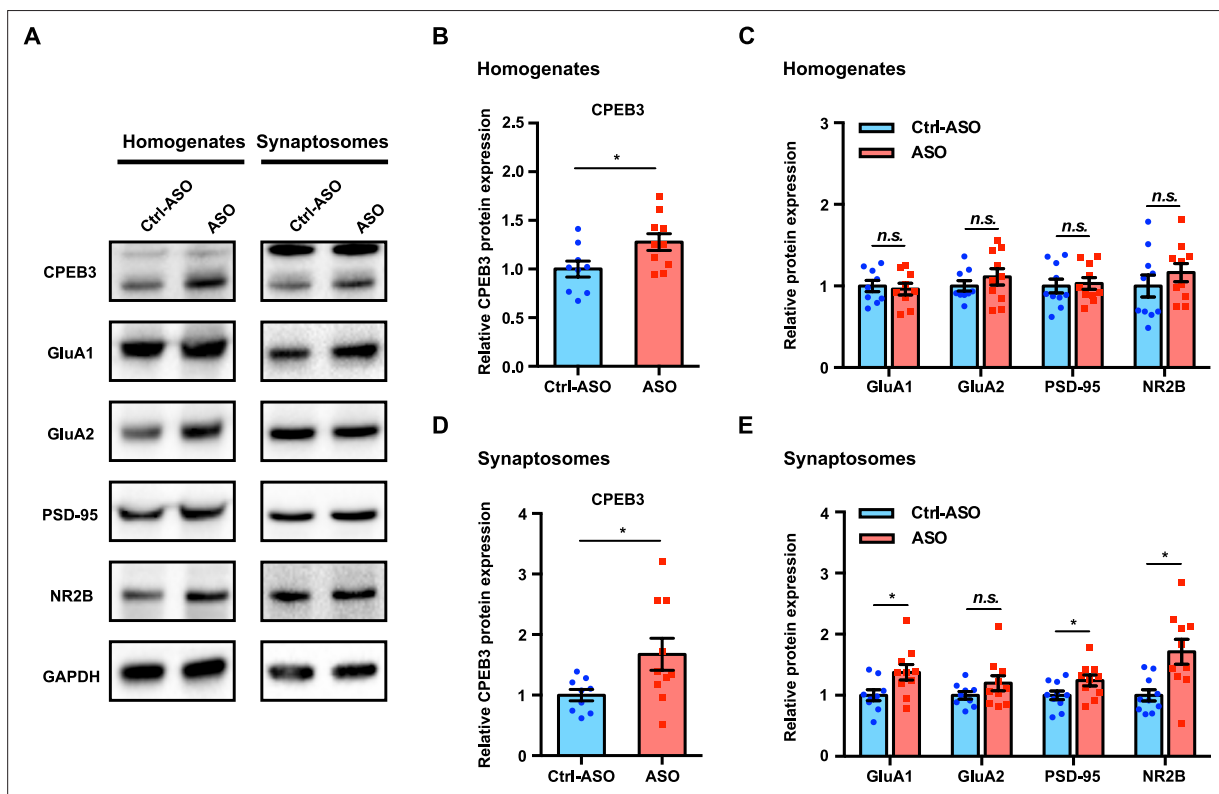 A
Homogenates Synaptosomes
Ctrl-ASO ASO Ctrl-ASO ASO
CPEB3
GluA1
GluA2
PSD-95
NR2B
GAPDH
B
Homogenates
CPEB3
Relative CPEB3 protein expression
2.5
2.0
1.5
1.0
0.5
0.0
*
Ctrl-ASO ASO
C
Homogenates
Relative protein expression
3
2
1
0
Ctrl-ASO
ASO
n.s. n.s. n.s. n.s.
GluA1 GluA2 PSD-95 NR2B
D
Synaptosomes
CPEB3
Relative CPEB3 protein expression
4
3
2
1
0
*
Ctrl-ASO ASO
E
Synaptosomes
Relative protein expression
4
3
2
1
0
Ctrl-ASO
ASO
* n.s. * *
GluA1 GluA2 PSD-95 NR2B